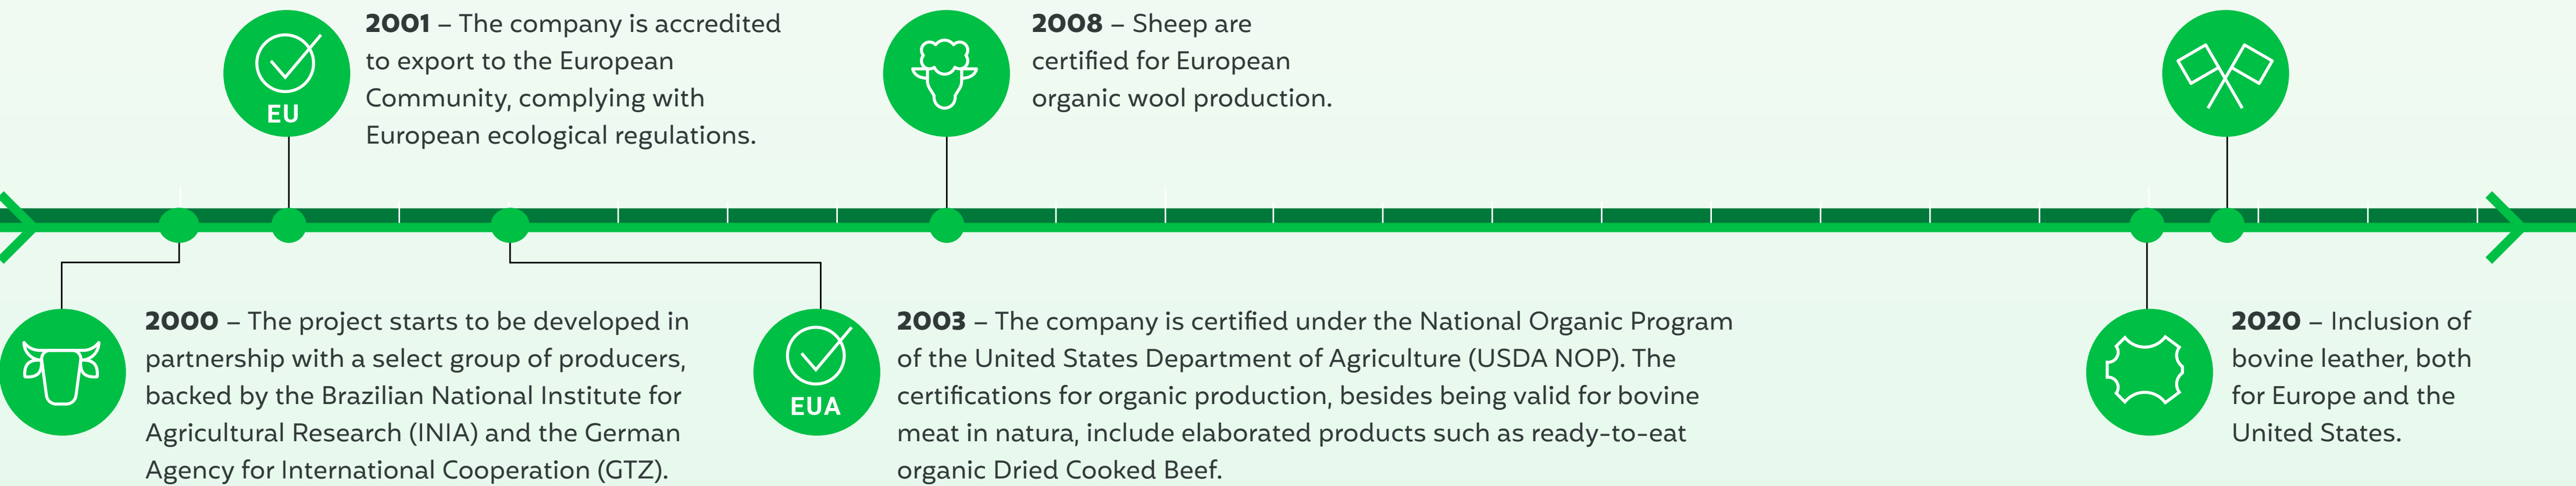 2001 – The company is accredited
to export to the European
Community, complying with
European ecological regulations.
EU
2008 – Sheep are
certified for European
organic wool production.
2000 – The project starts to be developed in
partnership with a select group of producers,
backed by the Brazilian National Institute for
Agricultural Research (INIA) and the German
Agency for International Cooperation (GTZ).
EUA
2003 – The company is certified under the National Organic Program
of the United States Department of Agriculture (USDA NOP). The
certifications for organic production, besides being valid for bovine
meat in natura, include elaborated products such as ready-to-eat
organic Dried Cooked Beef.
2020 – Inclusion of
bovine leather, both
for Europe and the
United States.